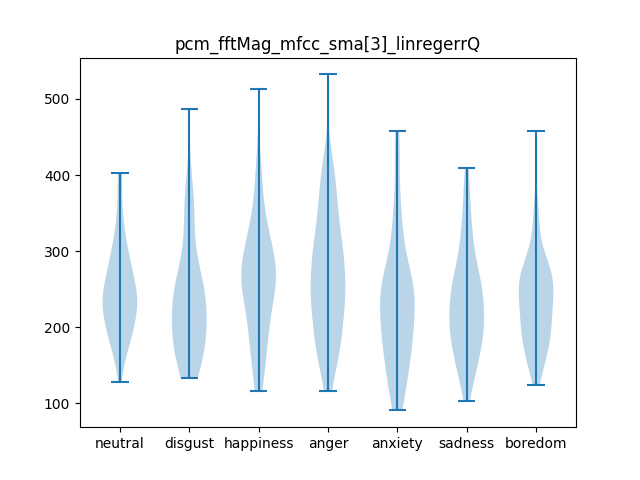 pcm_fftMag_mfcc_sma[3]_linregerrQ
500
400
300
200
100
neutral disgust happiness anger anxiety sadness boredom